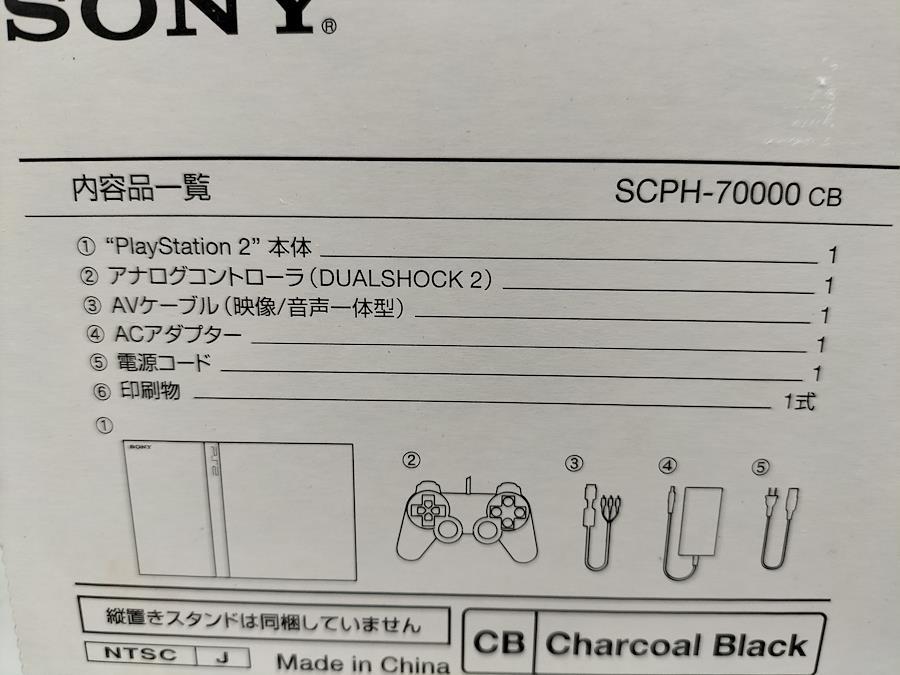 SONY®
内容品一覧 SCPH-70000 CB
① “PlayStation 2” 本体 1
② アナログコントローラ（DUALSHOCK 2） 1
③ AVケーブル（映像/音声一体型） 1
④ ACアダプター 1
⑤ 電源コード 1
⑥ 印刷物 1式
①
② ③ ④ ⑤
SONY
PS2
縦置きスタンドは同梱していません
CB Charcoal Black
NTSC J Made in China